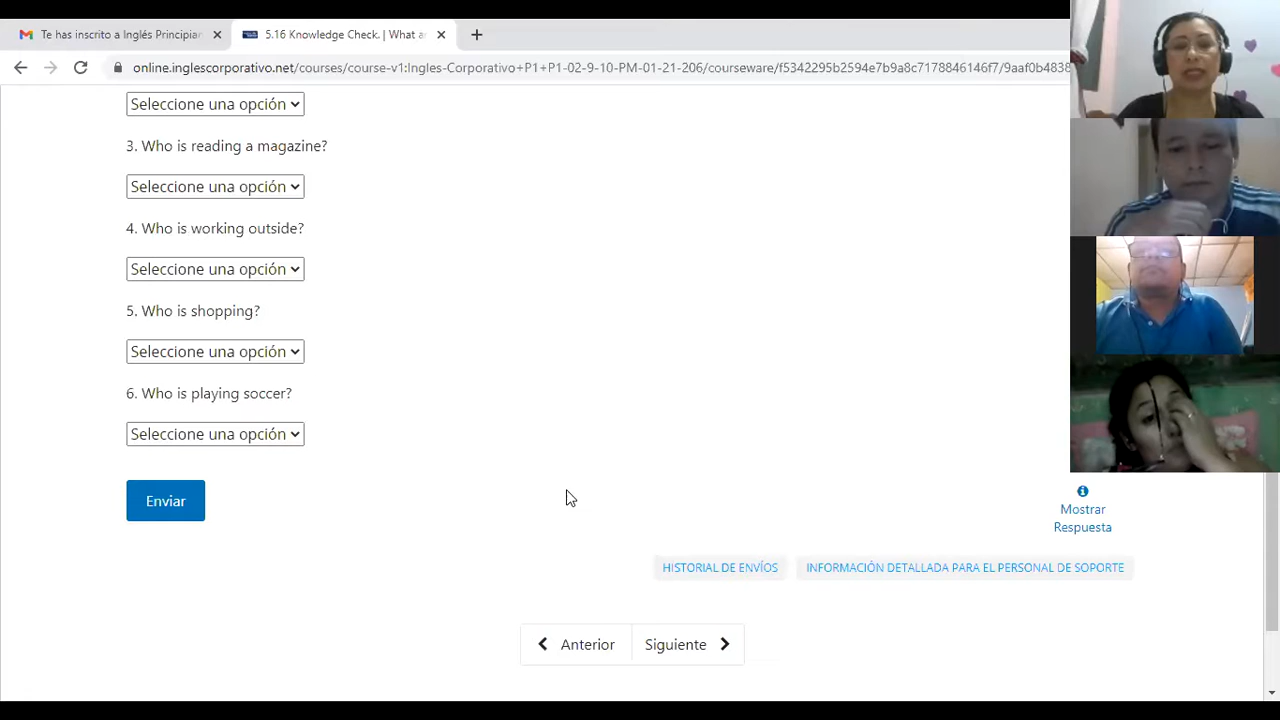 Te has inscrito a Inglés Principian
5.16 Knowledge Check. | What a
online.inglescorporativo.net/courses/course-v1:Ingles-Corporativo+P1+P1-02-9-10-PM-01-21-206/courseware/f5342295b2594e7b9a8c7178846146f7/9aaf0b4838
Seleccione una opción
3. Who is reading a magazine?
Seleccione una opción
4. Who is working outside?
Seleccione una opción
5. Who is shopping?
Seleccione una opción
6. Who is playing soccer?
Seleccione una opción
Enviar
Mostrar
Respuesta
HISTORIAL DE ENVÍOS
INFORMACIÓN DETALLADA PARA EL PERSONAL DE SOPORTE
Anterior
Siguiente